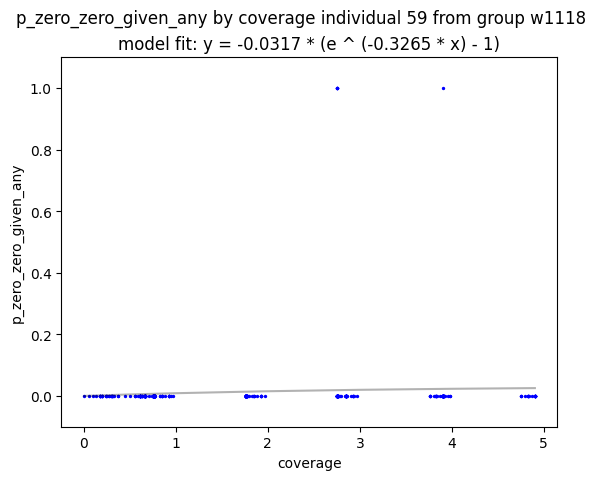 p_zero_zero_given_any by coverage individual 59 from group w1118
model fit: y = -0.0317 * (e ^ (-0.3265 * x) - 1)
1.0
0.8
0.6
0.4
0.2
0.0
p_zero_zero_given_any
0 1 2 3 4 5
coverage